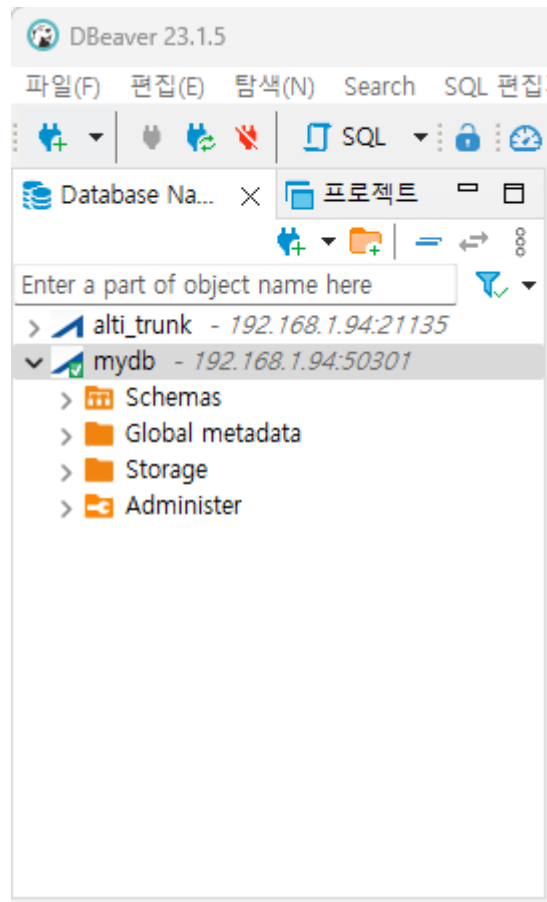 DBeaver 23.1.5
파일(F) 편집(E) 탐색(N) Search SQL 편집
SQL
Database Na... 프로젝트
Enter a part of object name here
alti_trunk - 192.168.1.94:21135
mydb - 192.168.1.94:50301
Schemas
Global metadata
Storage
Administer